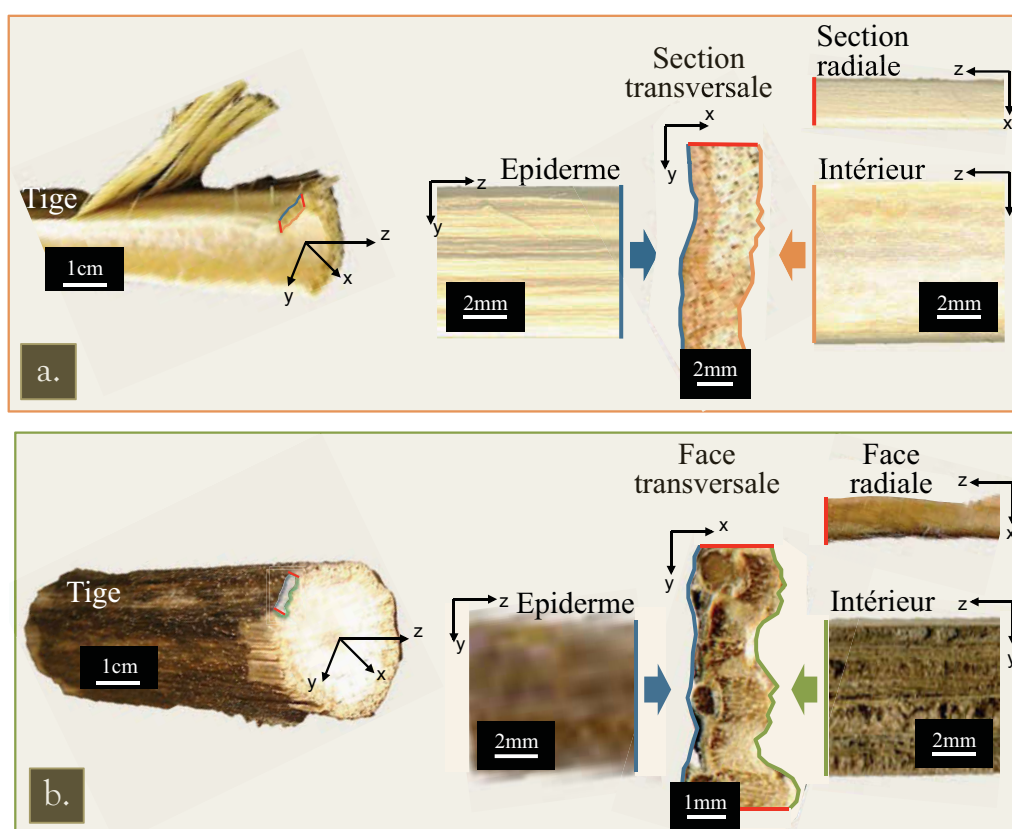 Section
radiale
z
x
Section
transversale
x
y
Epiderme
z
y
2mm
Intérieur
z
y
2mm
2mm
Tige
1cm
z
x
y
a.
Face
transversale
x
y
Face
radiale
z
x
Tige
1cm
z
x
y
Epiderme
z
y
2mm
1mm
Intérieur
z
y
2mm
b.